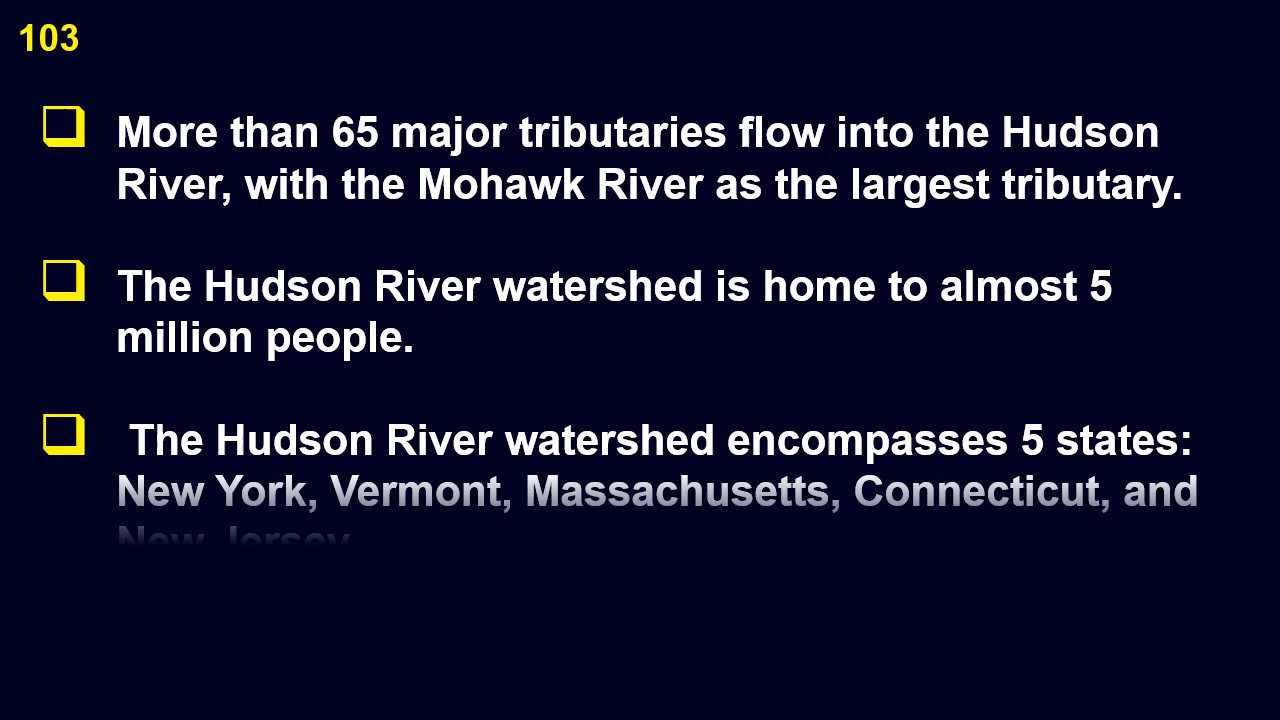 103
More than 65 major tributaries flow into the Hudson
River, with the Mohawk River as the largest tributary.
The Hudson River watershed is home to almost 5
million people.
The Hudson River watershed encompasses 5 states:
New York, Vermont, Massachusetts, Connecticut, and
New Jersey